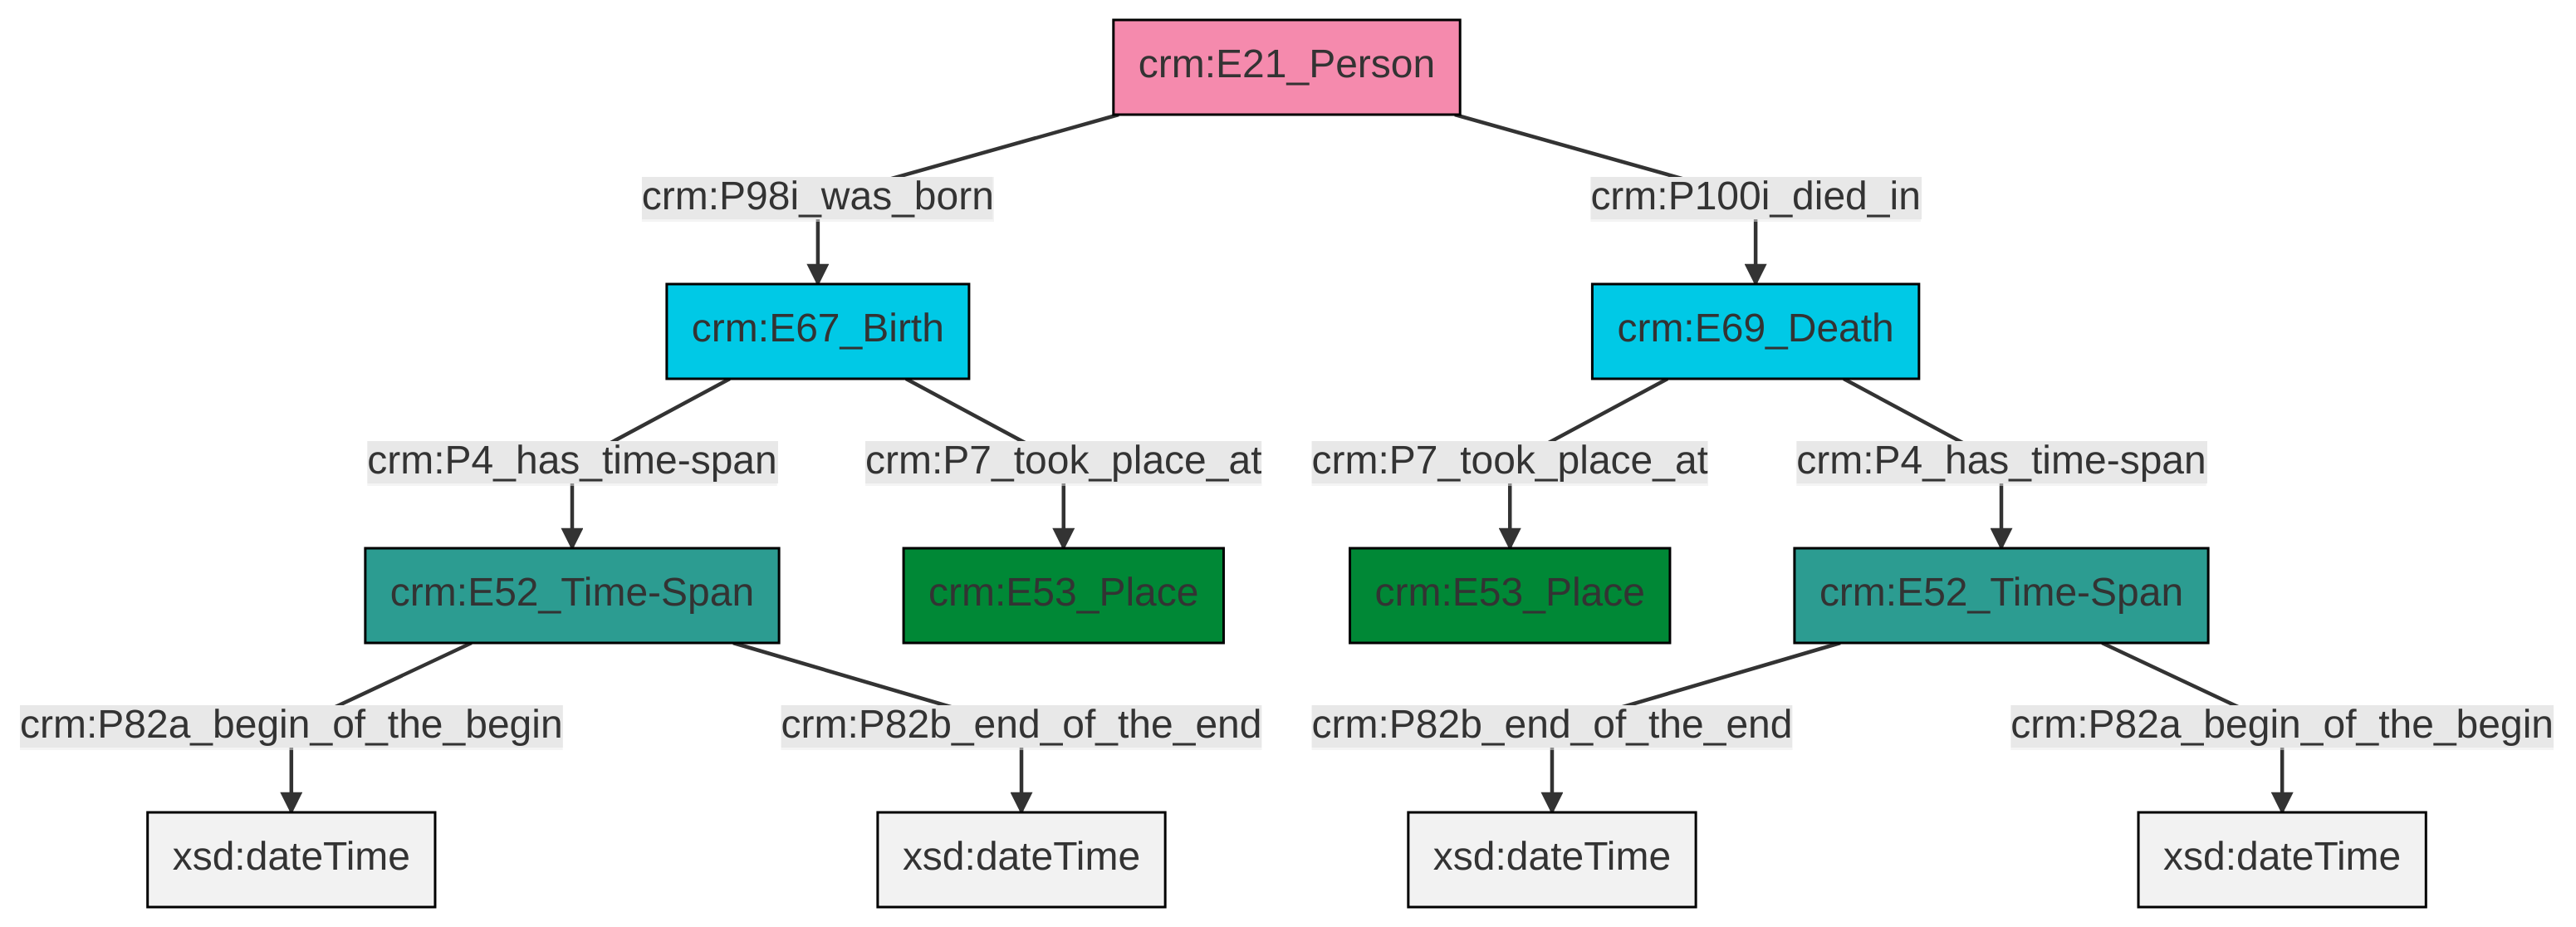 crm:E21_Person
crm:P98i_was_born
crm:P100i_died_in
crm:E67_Birth
crm:E69_Death
crm:P4_has_time-span
crm:P7_took_place_at
crm:P7_took_place_at
crm:P4_has_time-span
crm:E52_Time-Span
crm:E53_Place
crm:E53_Place
crm:E52_Time-Span
crm:P82a_begin_of_the_begin
crm:P82b_end_of_the_end
crm:P82b_end_of_the_end
crm:P82a_begin_of_the_begin
xsd:dateTime
xsd:dateTime
xsd:dateTime
xsd:dateTime